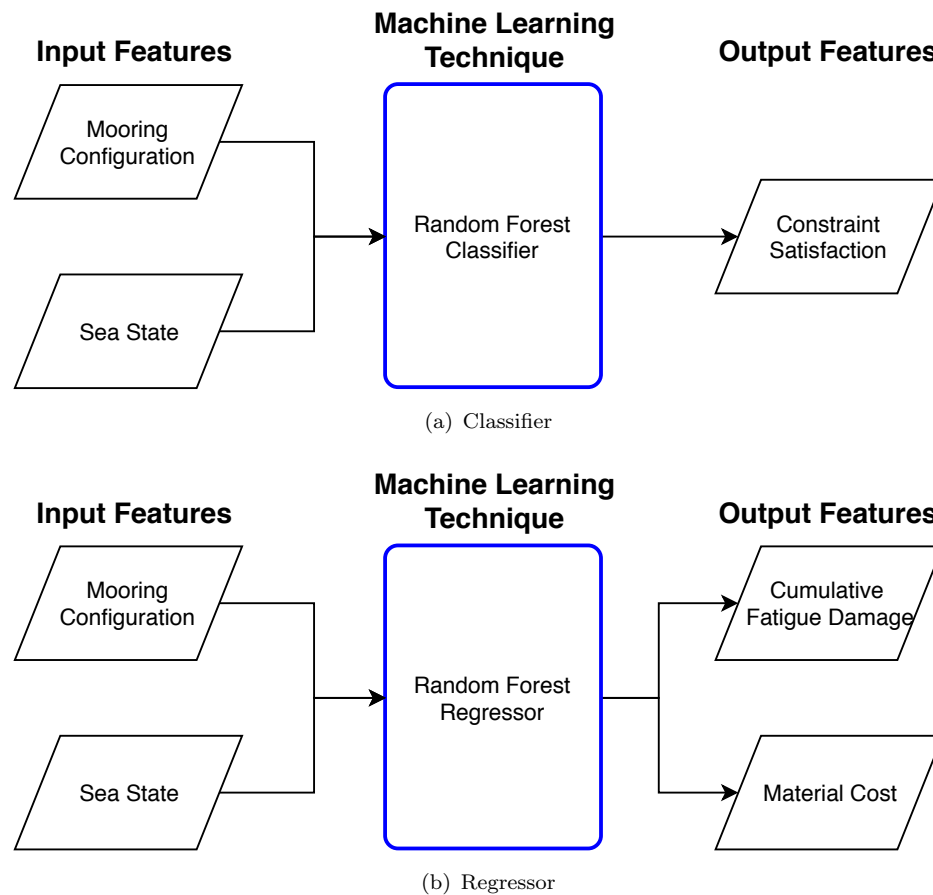 Input Features
Machine Learning
Technique
Output Features
Mooring
Configuration
Sea State
Random Forest
Classifier
Constraint
Satisfaction
(a) Classifier
Input Features
Machine Learning
Technique
Output Features
Mooring
Configuration
Sea State
Random Forest
Regressor
Cumulative
Fatigue Damage
Material Cost
(b) Regressor